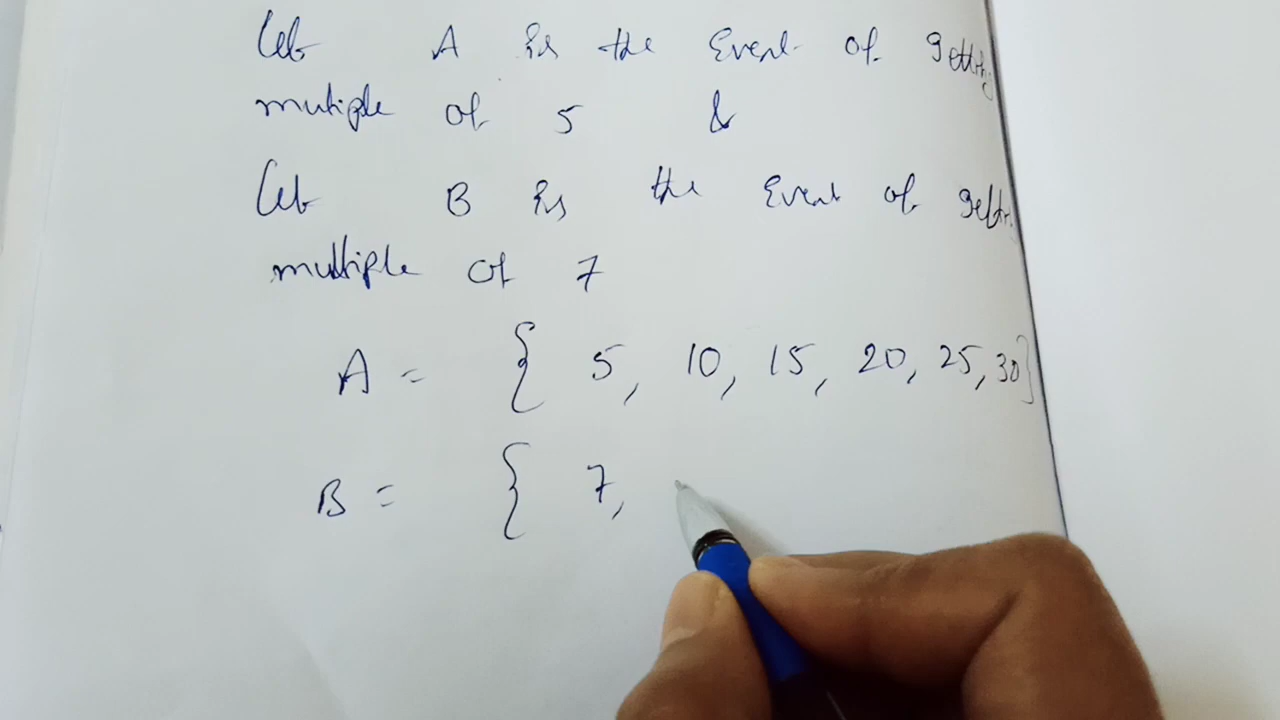 Let A is the Event of getting
mutiple of 5 &
Let B is the Event of getting
multiple of 7
A = { 5, 10, 15, 20, 25, 30}
B = { 7,